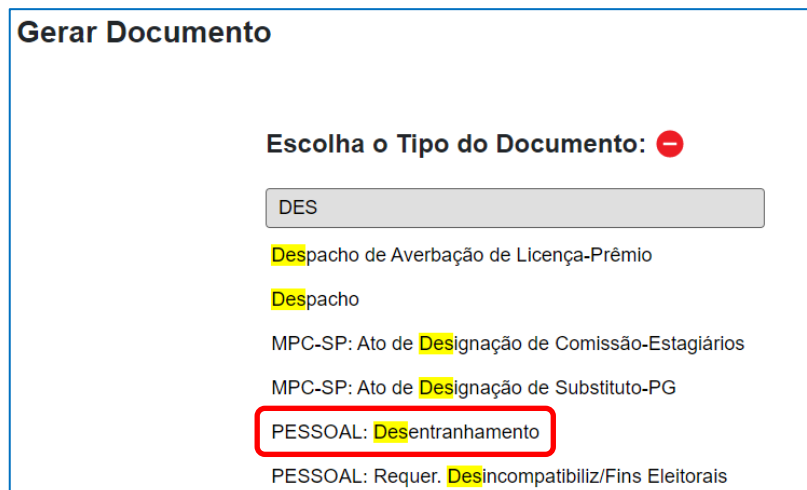 Gerar Documento
Escolha o Tipo do Documento:
DES
Despacho de Averbação de Licença-Prêmio
Despacho
MPC-SP: Ato de Designação de Comissão-Estagiários
MPC-SP: Ato de Designação de Substituto-PG
PESSOAL: Desentranhamento
PESSOAL: Requer. Desincompatibiliz/Fins Eleitorais